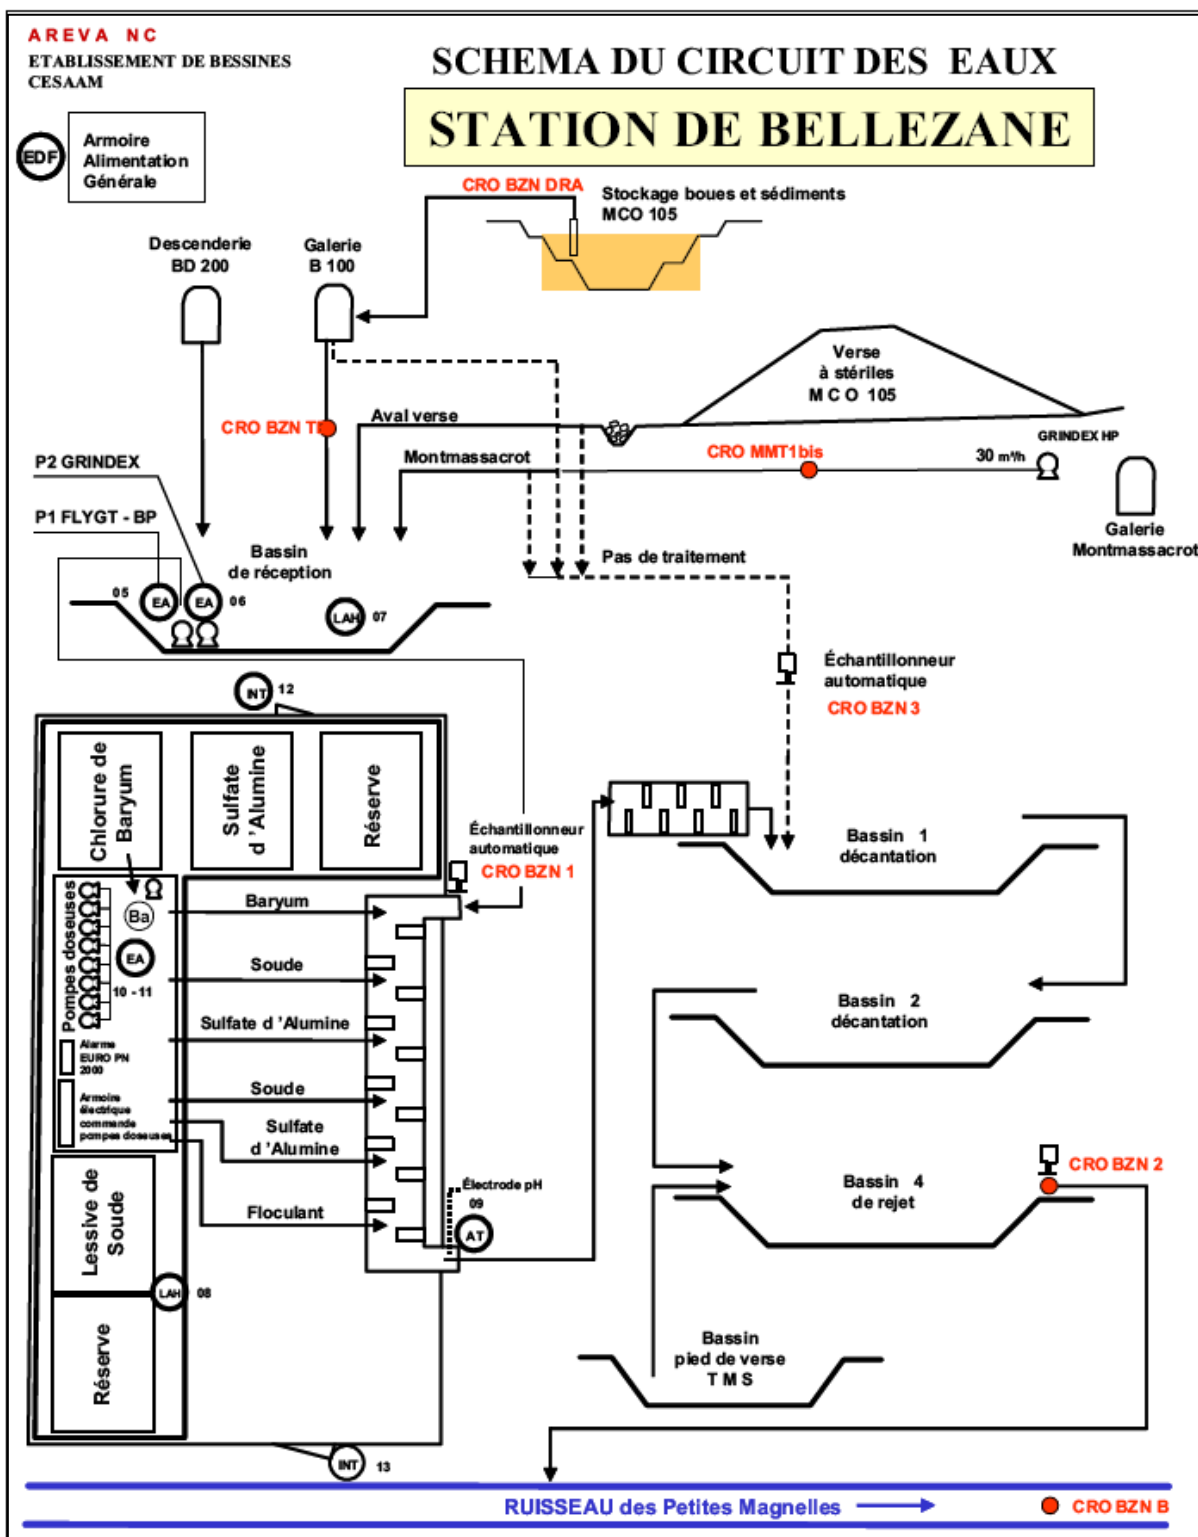 AREVA NC
ETABLISSEMENT DE BESSINES
CESAAM
SCHEMA DU CIRCUIT DES EAUX
STATION DE BELLEZANE
EDF
Armoire
Alimentation
Générale
CRO BZN DRA
Stockage boues et sédiments
MCO 105
Descenderie
BD 200
Galerie
B 100
Verse
à stériles
M C O 105
Aval verse
CRO BZN T
GRINDEX HP
CRO MMT1bis
30 m³/h
Montmassacrot
P2 GRINDEX
P1 FLYGT - BP
Galerie
Montmassacrot
Bassin
de réception
Pas de traitement
05
EA
EA
06
LAH
07
Échantillonneur
automatique
CRO BZN 3
INT
12
Chlorure de
Baryum
Sulfate
d 'Alumine
Réserve
Échantillonneur
automatique
CRO BZN 1
Bassin 1
décantation
Pompes doseuses
Ba
EA
10 - 11
Baryum
Soude
Sulfate d 'Alumine
Soude
Sulfate
d 'Alumine
Floculant
Bassin 2
décantation
Alarme
EURO PN
2000
Armoire
électrique
commande
pompes doseuses
Électrode pH
09
AT
CRO BZN 2
Bassin 4
de rejet
Lessive de
Soude
LAH
08
Réserve
Bassin
pied de verse
T M S
INT
13
RUISSEAU des Petites Magnelles
CRO BZN B